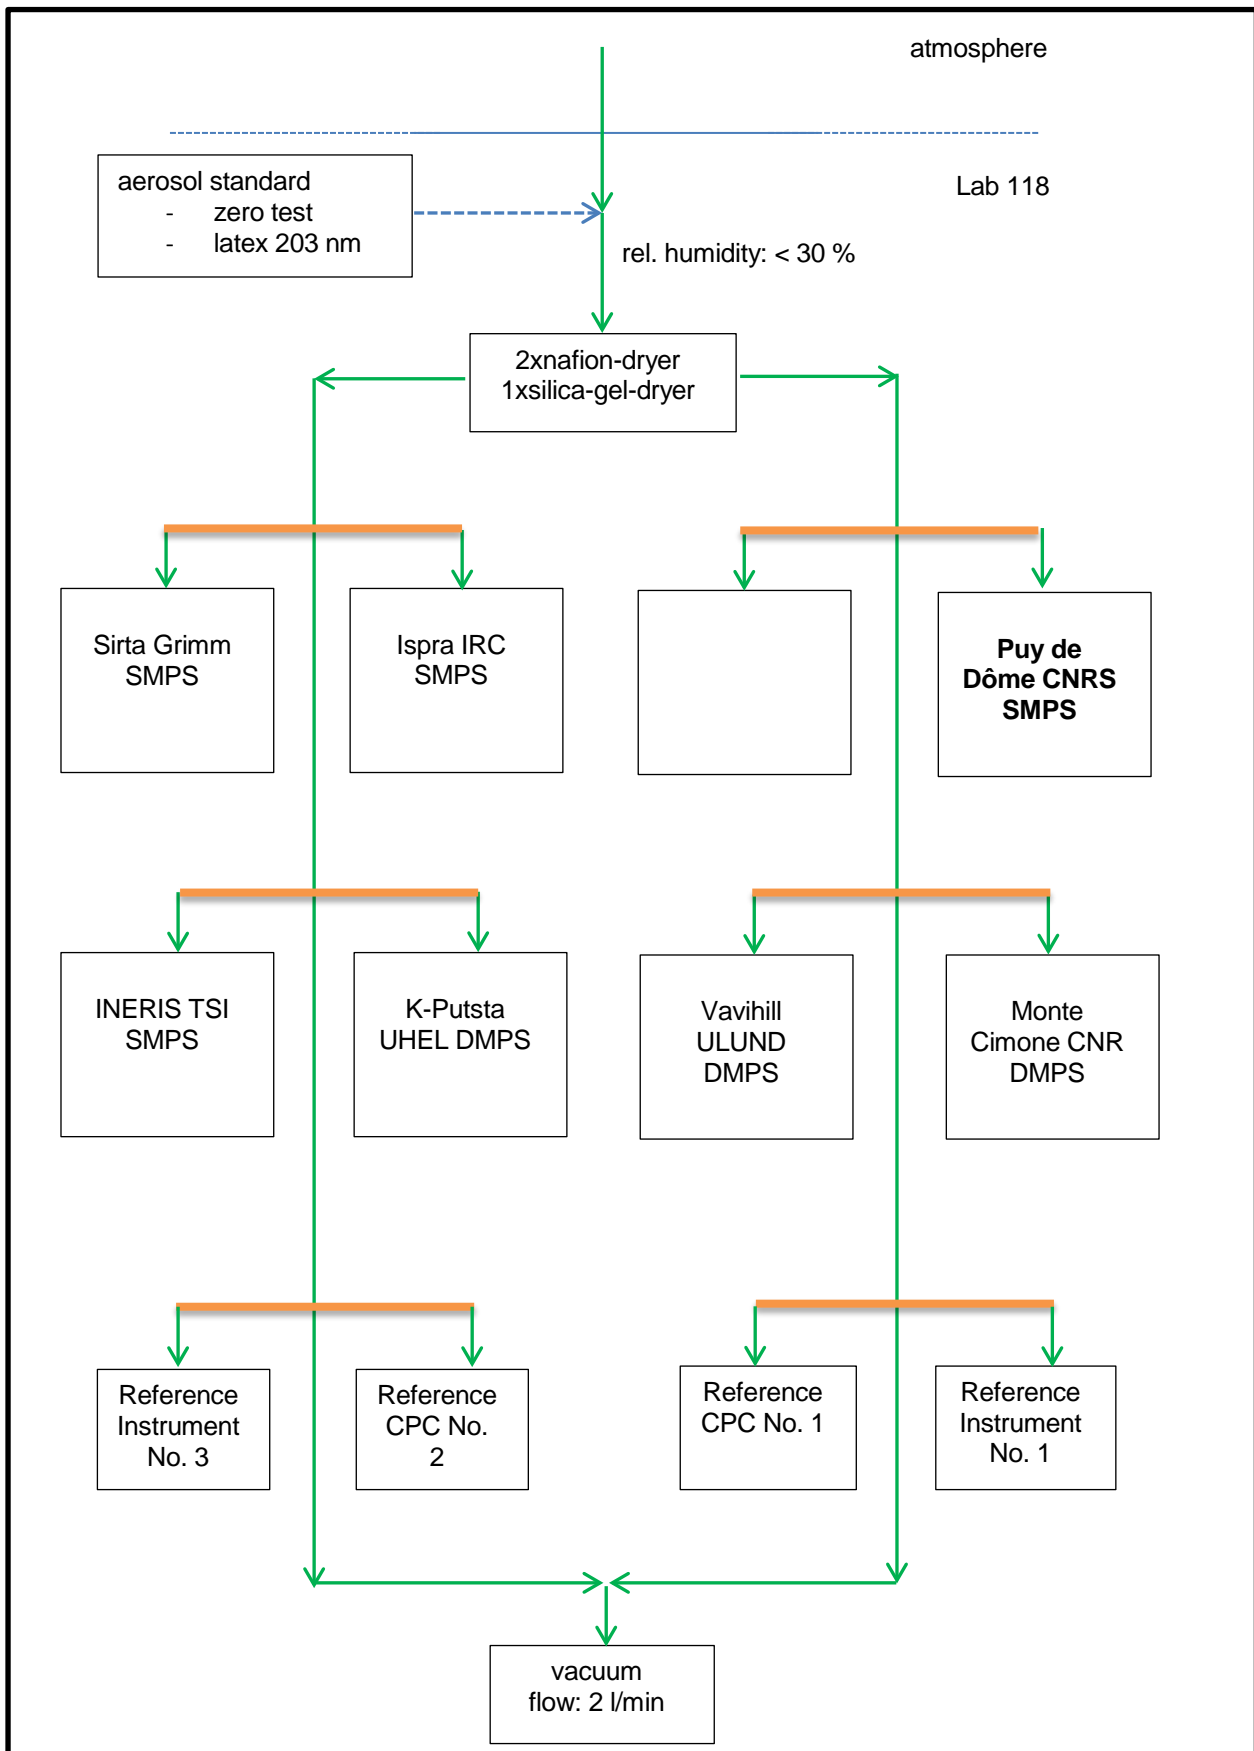 atmosphere
aerosol standard
- zero test
- latex 203 nm
Lab 118
rel. humidity: < 30 %
2xnafion-dryer
1xsilica-gel-dryer
Sirta Grimm
SMPS
Ispra IRC
SMPS
Puy de
Dôme CNRS
SMPS
INERIS TSI
SMPS
K-Putsta
UHEL DMPS
Vavihill
ULUND
DMPS
Monte
Cimone CNR
DMPS
Reference
Instrument
No. 3
Reference
CPC No.
2
Reference
CPC No. 1
Reference
Instrument
No. 1
vacuum
flow: 2 l/min